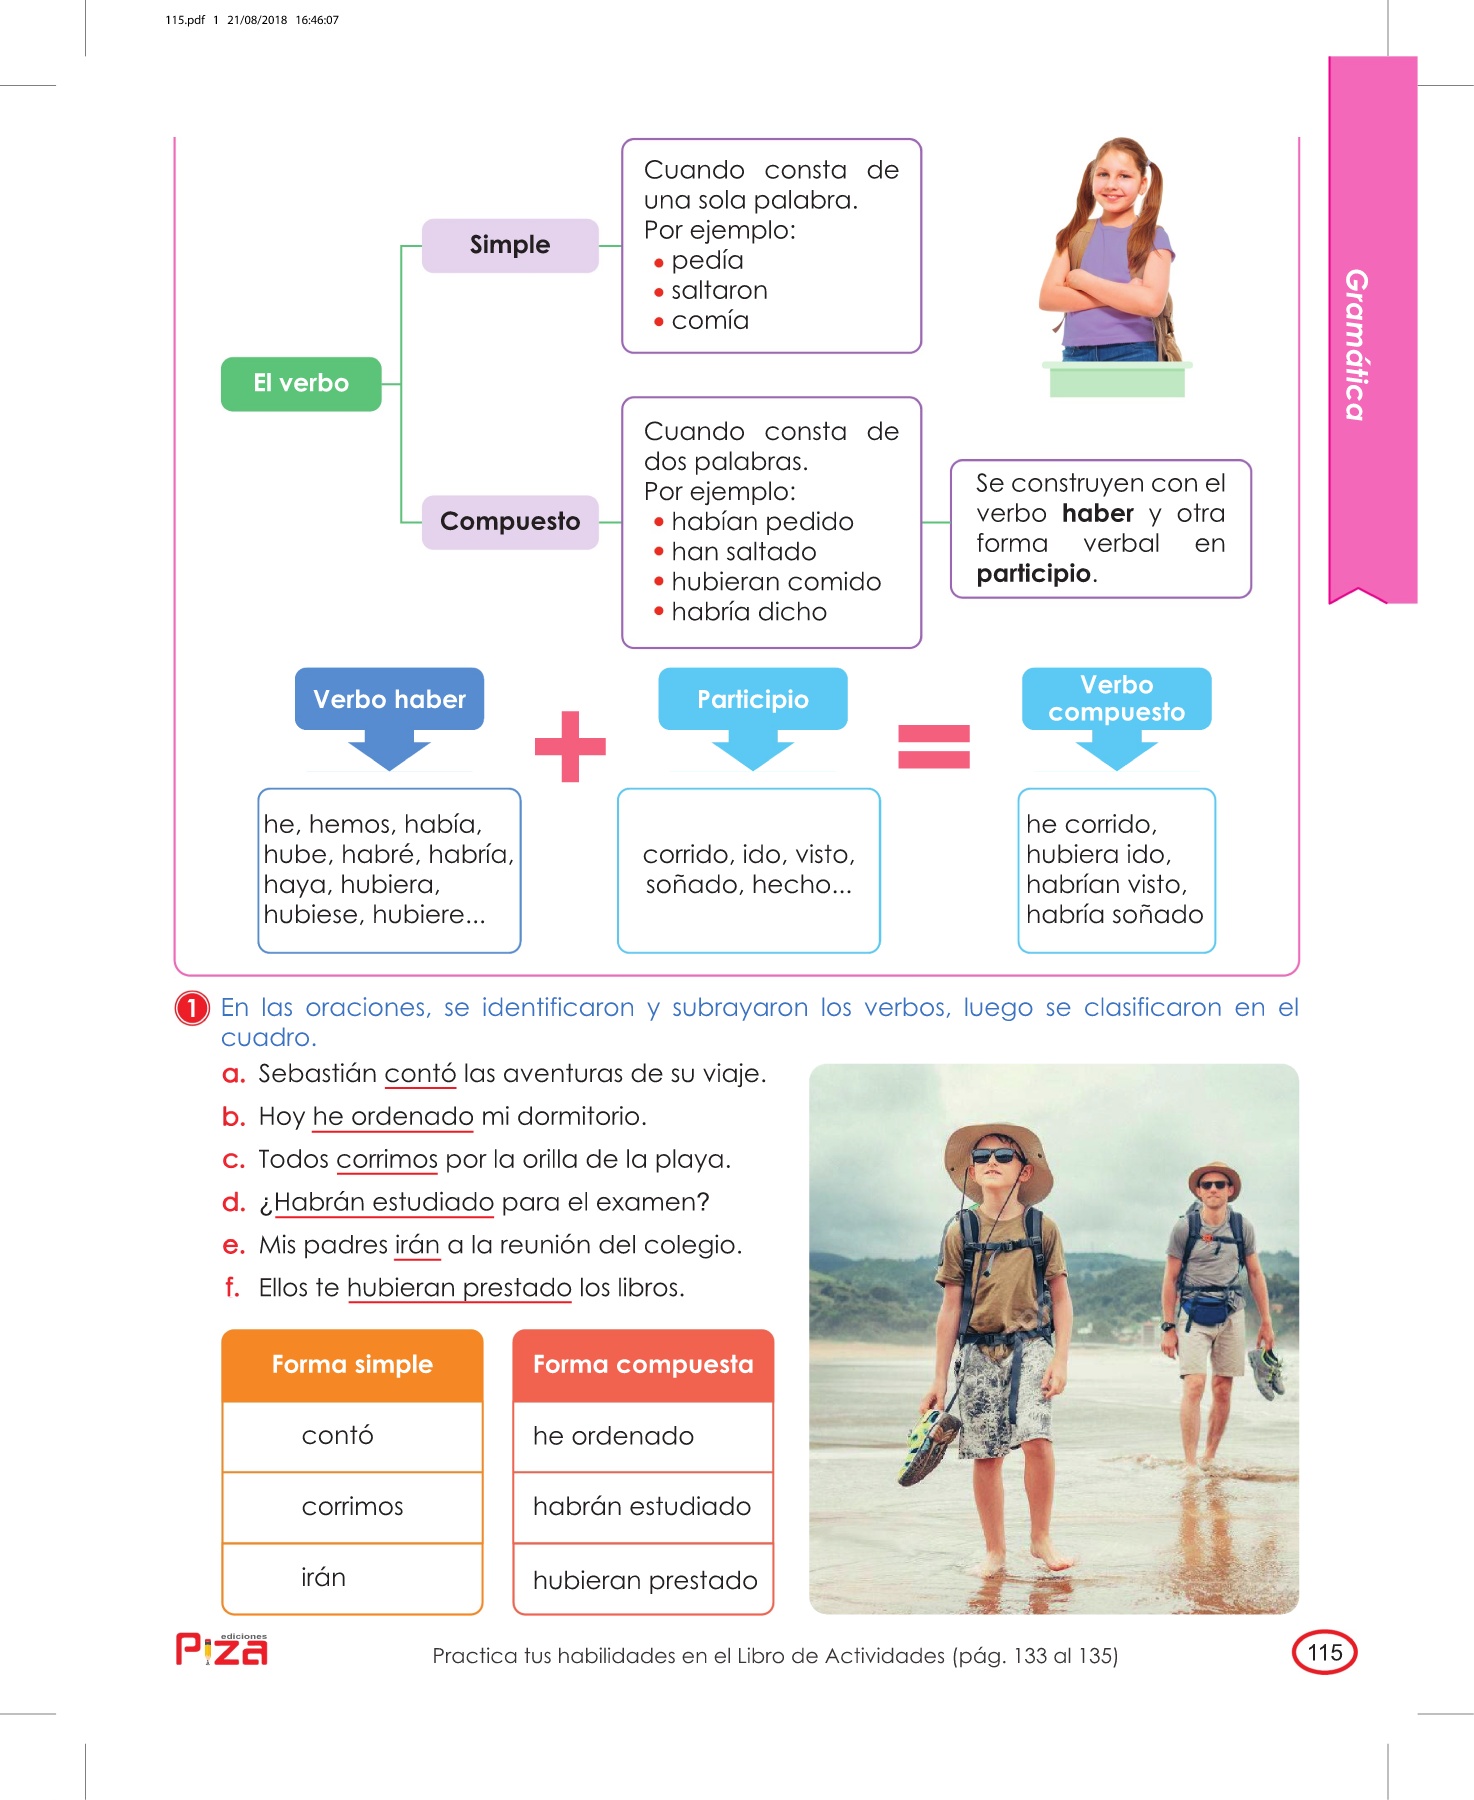 115.pdf 1 21/08/2018 16:46:07
Gramática
El verbo
Simple
Cuando consta de
una sola palabra.
Por ejemplo:
• pedía
• saltaron
• comía
Compuesto
Cuando consta de
dos palabras.
Por ejemplo:
• habían pedido
• han saltado
• hubieran comido
• habría dicho
Se construyen con el
verbo haber y otra
forma verbal en
participio.
Verbo haber
+
Participio
=
Verbo
compuesto
he, hemos, había,
hube, habré, habría,
haya, hubiera,
hubiese, hubiere...
corrido, ido, visto,
soñado, hecho...
he corrido,
hubiera ido,
habrían visto,
habría soñado
1 En las oraciones, se identificaron y subrayaron los verbos, luego se clasificaron en el
cuadro.
a. Sebastián contó las aventuras de su viaje.
b. Hoy he ordenado mi dormitorio.
c. Todos corrimos por la orilla de la playa.
d. ¿Habrán estudiado para el examen?
e. Mis padres irán a la reunión del colegio.
f. Ellos te hubieran prestado los libros.
Forma simple
contó
corrimos
irán
Forma compuesta
he ordenado
habrán estudiado
hubieran prestado
ediciones
Piza
Practica tus habilidades en el Libro de Actividades (pág. 133 al 135)
115